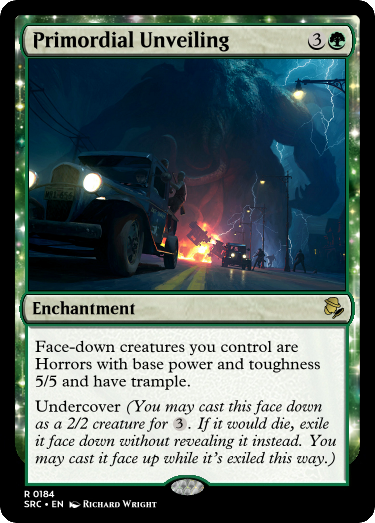 Primordial Unveiling 3
Enchantment
Face-down creatures you control are
Horrors with base power and toughness
5/5 and have trample.
Undercover (You may cast this face down
as a 2/2 creature for 3. If it would die, exile
it face down without revealing it instead. You
may cast it face up while it's exiled this way.)
R 0184
SRC • EN Richard Wright